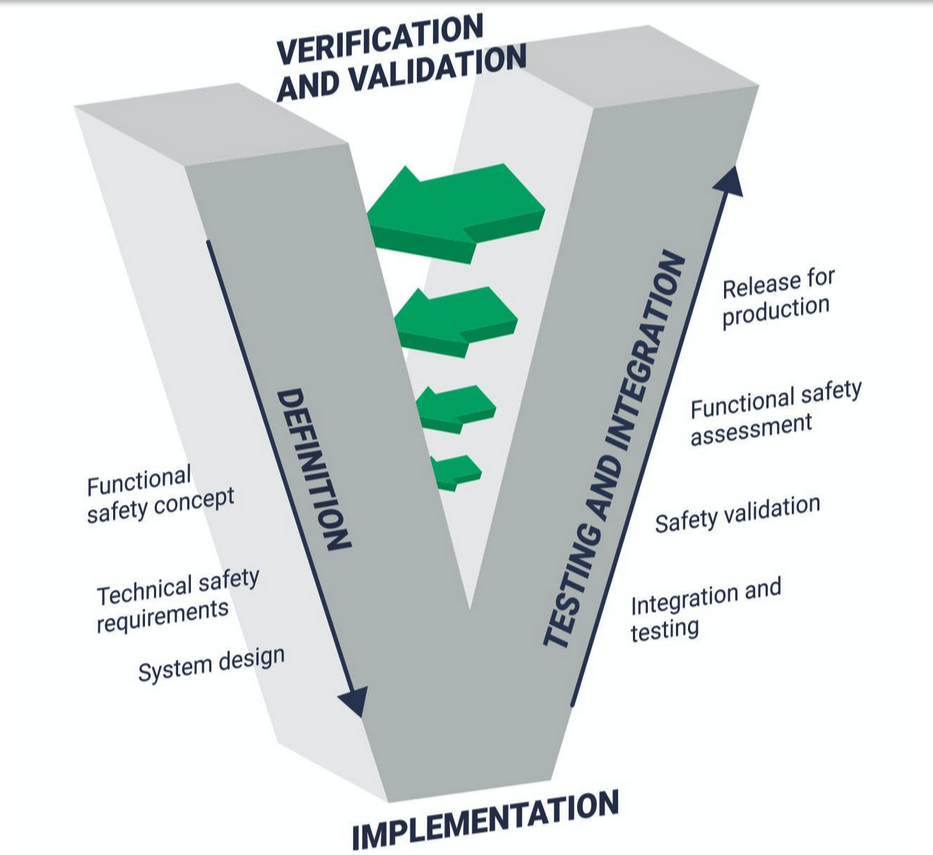 VERIFICATION
AND VALIDATION
DEFINITION
Functional
safety concept
Technical safety
requirements
System design
TESTING AND INTEGRATION
Release for
production
Functional safety
assessment
Safety validation
Integration and
testing
IMPLEMENTATION